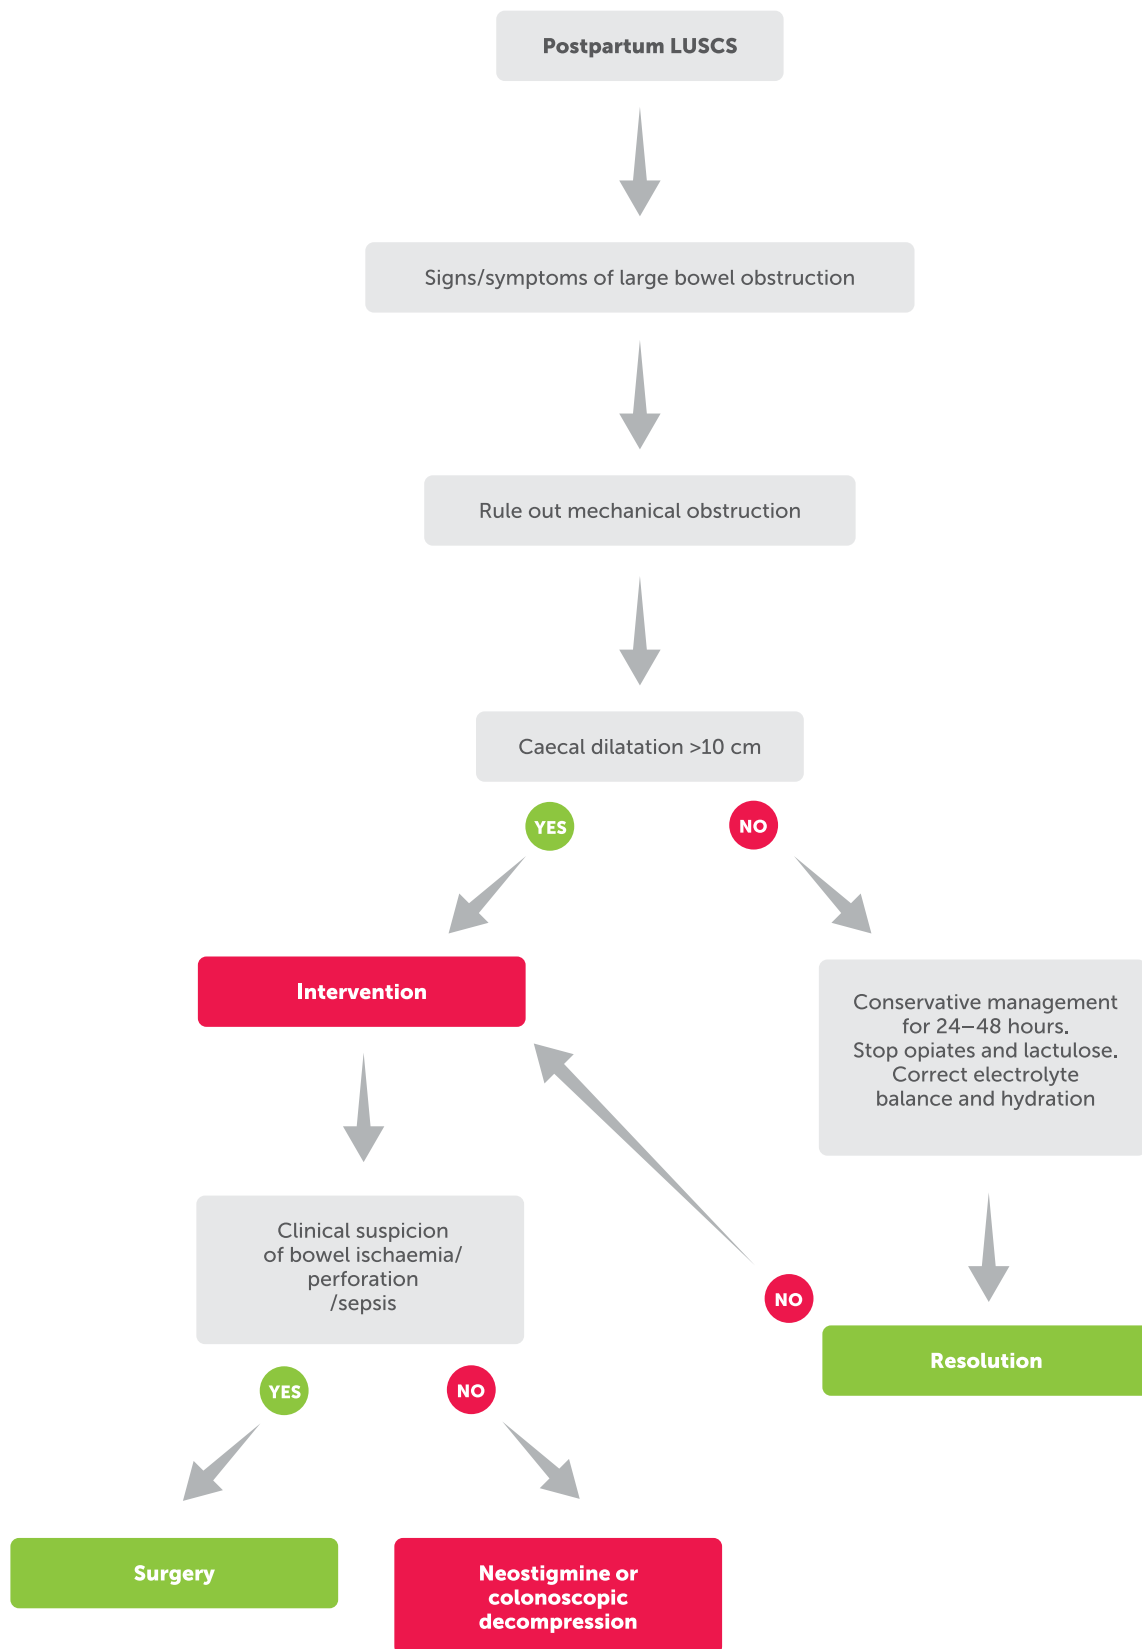 Postpartum LUSCS
Signs/symptoms of large bowel obstruction
Rule out mechanical obstruction
Caecal dilatation >10 cm
YES
NO
Intervention
Conservative management
for 24–48 hours.
Stop opiates and lactulose.
Correct electrolyte
balance and hydration
Clinical suspicion
of bowel ischaemia/
perforation
/sepsis
NO
Resolution
YES
NO
Surgery
Neostigmine or
colonoscopic
decompression